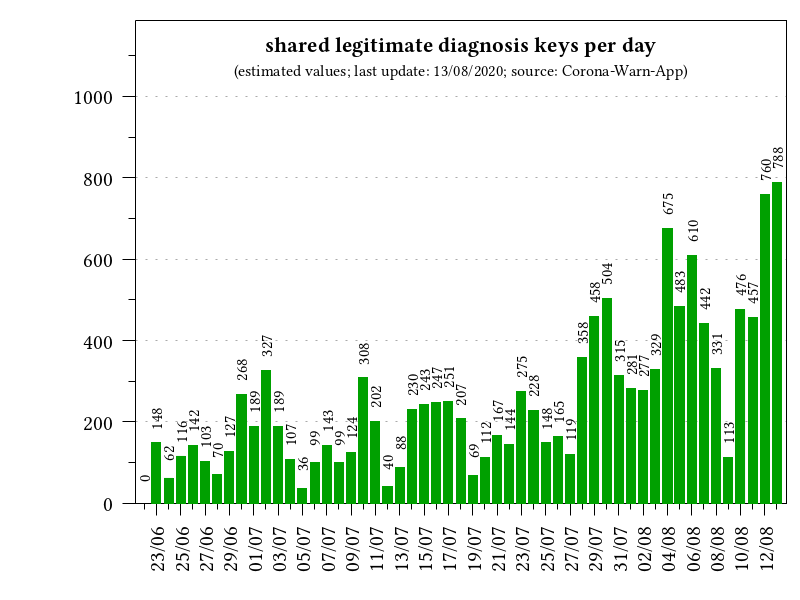 shared legitimate diagnosis keys per day
(estimated values; last update: 13/08/2020; source: Corona-Warn-App)
1000
800
600
400
200
0
0 148 62 116 142 103 70 127 268 189 327 189 107 36 99 143 99 124 308 202 40 88 230 243 247 251 207 69 112 167 144 275 228 148 165 119 358 458 504 315 281 277 329 675 483 610 442 331 113 476 457 760 788
23/06 25/06 27/06 29/06 01/07 03/07 05/07 07/07 09/07 11/07 13/07 15/07 17/07 19/07 21/07 23/07 25/07 27/07 29/07 31/07 02/08 04/08 06/08 08/08 10/08 12/08